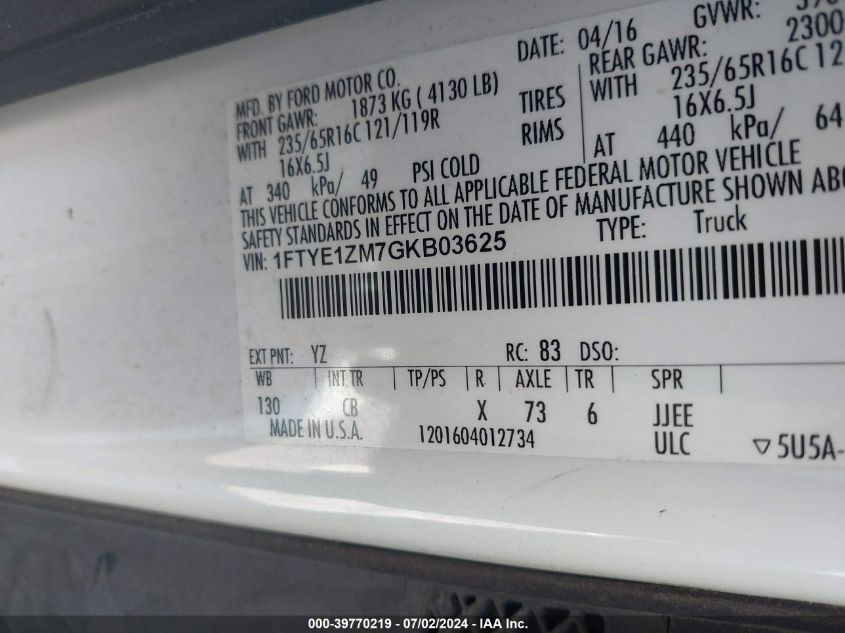 MFD. BY FORD MOTOR CO. DATE: 04/16 GVWR:
FRONT GAWR: 1873 KG ( 4130 LB) REAR GAWR: 2300
WITH 235/65R16C 121/119R TIRES WITH 235/65R16C 12
16X6.5J RIMS 16X6.5J
AT 340 kPa/ 49 PSI COLD AT 440 kPa/ 64
THIS VEHICLE CONFORMS TO ALL APPLICABLE FEDERAL MOTOR VEHICLE
SAFETY STANDARDS IN EFFECT ON THE DATE OF MANUFACTURE SHOWN
VIN: 1FTYE1ZM7GKB03625 TYPE: Truck
EXT PNT: YZ RC: 83 DSO:
WB INT TR TP/PS R AXLE TR SPR
130 CB X 73 6 JJEE
MADE IN U.S.A. 1201604012734 ULC ▽5U5A-
000-39770219 - 07/02/2024 - IAA Inc.